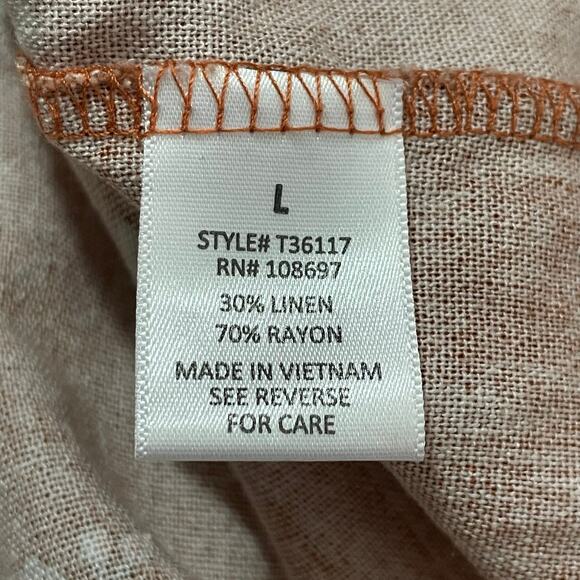 L
STYLE# T36117
RN# 108697
30% LINEN
70% RAYON
MADE IN VIETNAM
SEE REVERSE
FOR CARE